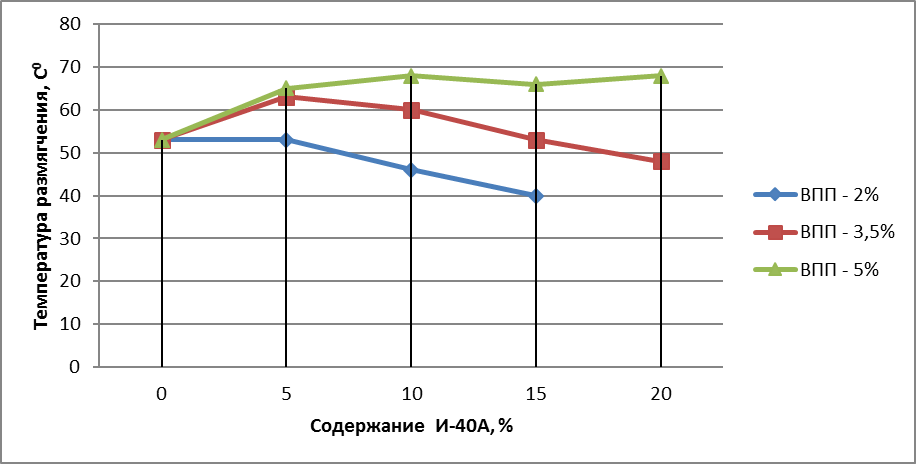 80
70
60
50
40
30
20
10
0
Температура размягчения, С⁰
0 5 10 15 20
Содержание И-40А, %
ВПП - 2%
ВПП - 3,5%
ВПП - 5%